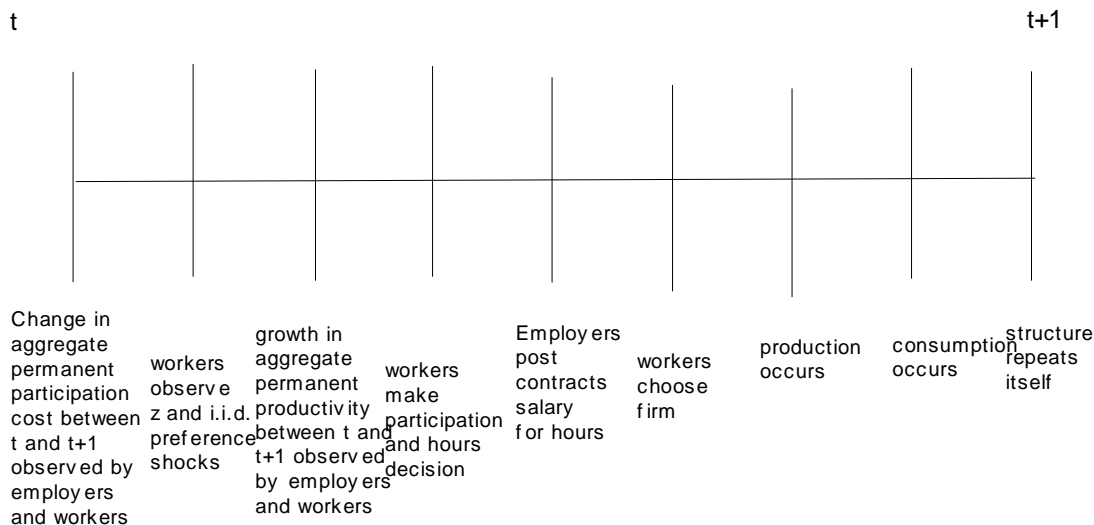 t
t+1
Change in
aggregate
permanent
participation
cost between
t and t+1
observed by
employers
and workers
workers
observe
z and i.i.d.
preference
shocks
growth in
aggregate
permanent
productivity
between t and
t+1 observed
by employers
and workers
workers
make
participation
and hours
decision
Employers
post
contracts
salary
for hours
workers
choose
firm
production
occurs
consumption
occurs
structure
repeats
itself